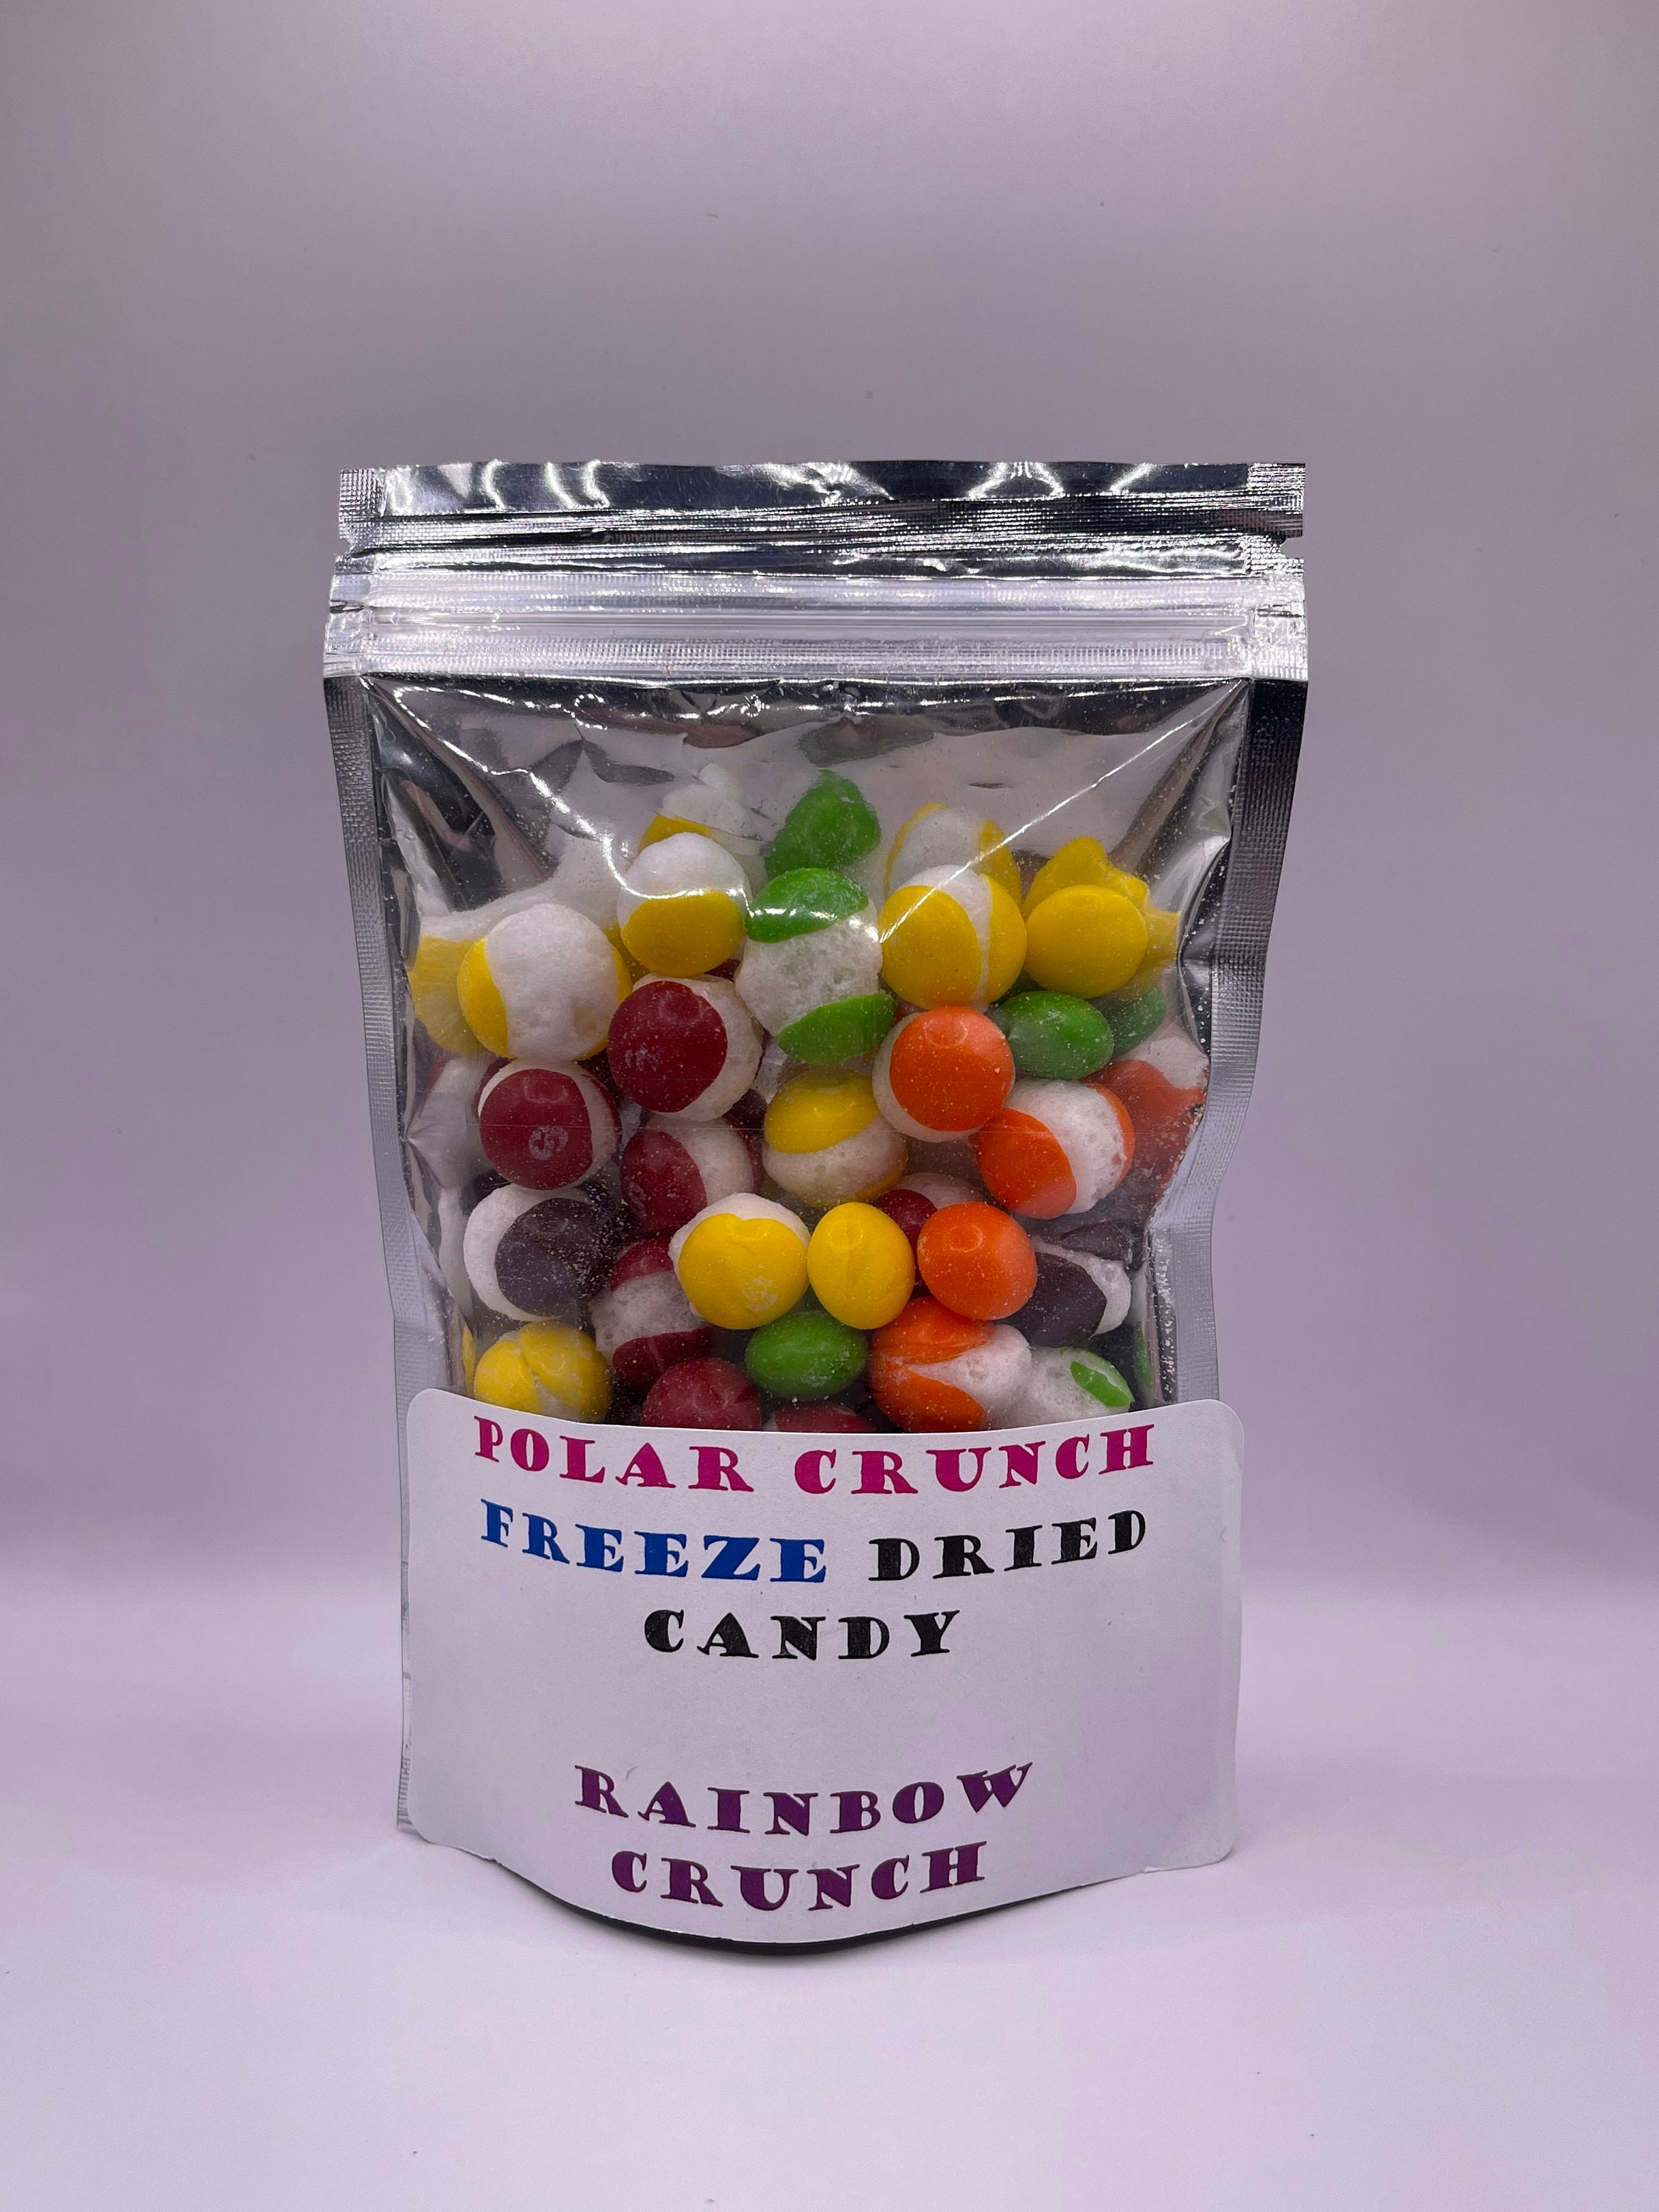 POLAR CRUNCH
FREEZE DRIED
CANDY
RAINBOW
CRUNCH